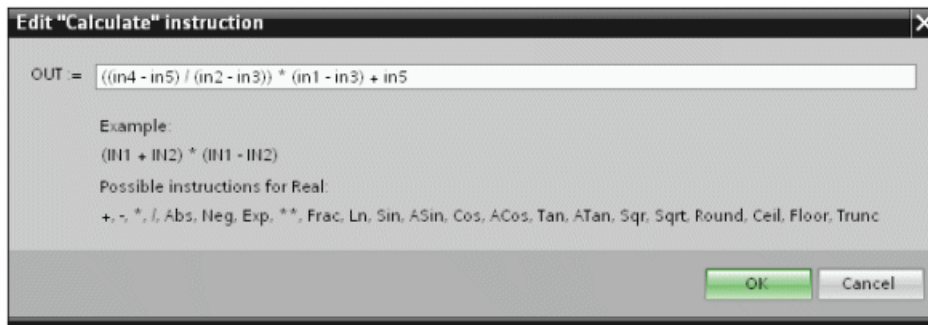 Edit "Calculate" instruction
OUT := ((in4 - in5) / (in2 - in3)) * (in1 - in3) + in5
Example:
(IN1 + IN2) * (IN1 - IN2)
Possible instructions for Real:
+, -, *, /, Abs, Neg, Exp, **, Frac, Ln, Sin, ASin, Cos, ACos, Tan, ATan, Sqr, Sqrt, Round, Ceil, Floor, Trunc
OK Cancel